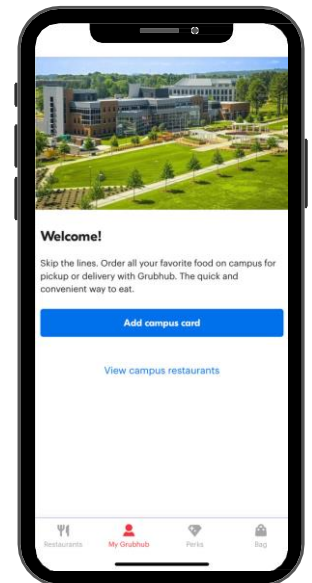 Welcome!
Skip the lines. Order all your favorite food on campus for
pickup or delivery with Grubhub. The quick and
convenient way to eat.
Add campus card
View campus restaurants
Restaurants My Grubhub Perks Bag